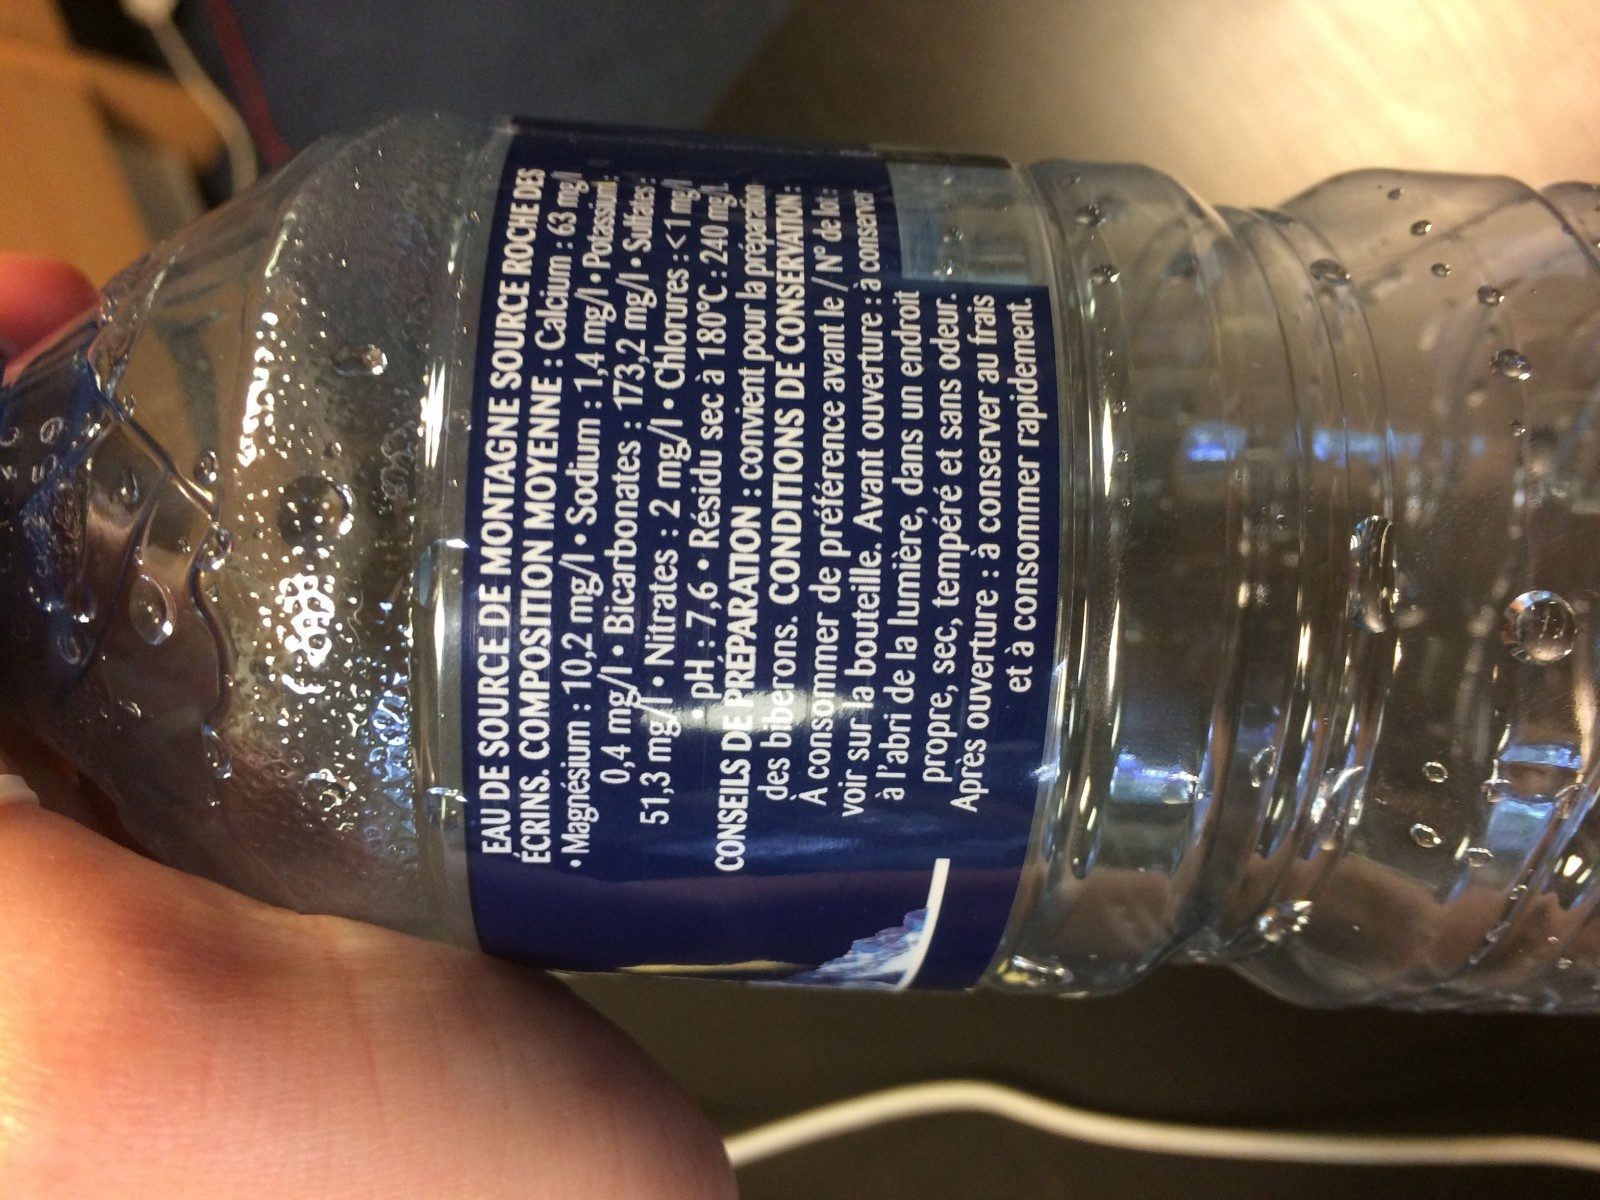 EAU DE SOURCE DE MONTAGNE SOURCE ROCHE DES
ÉCRINS. COMPOSITION MOYENNE : Calcium : 63 mg/l
• Magnésium : 10,2 mg/l • Sodium : 1,4 mg/l • Potassium :
0,4 mg/l • Bicarbonates : 173,2 mg/l • Sulfates :
51,3 mg/l • Nitrates : 2 mg/l • Chlorures : <1 mg/l
• pH : 7,6 • Résidu sec à 180°C : 240 mg/L
CONSEILS DE PRÉPARATION : convient pour la préparation
des biberons. CONDITIONS DE CONSERVATION :
À consommer de préférence avant le / N° de lot :
voir sur la bouteille. Avant ouverture : à conserver
à l'abri de la lumière, dans un endroit
propre, sec, tempéré et sans odeur.
Après ouverture : à conserver au frais
et à consommer rapidement.